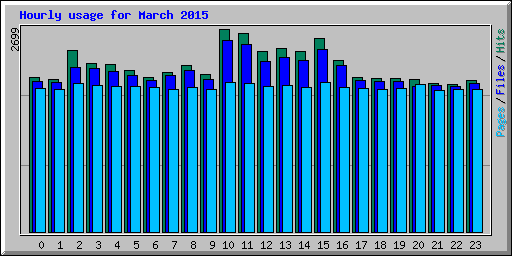 Hourly usage for March 2015
2699
Pages / Files / Hits
0 1 2 3 4 5 6 7 8 9 10 11 12 13 14 15 16 17 18 19 20 21 22 23